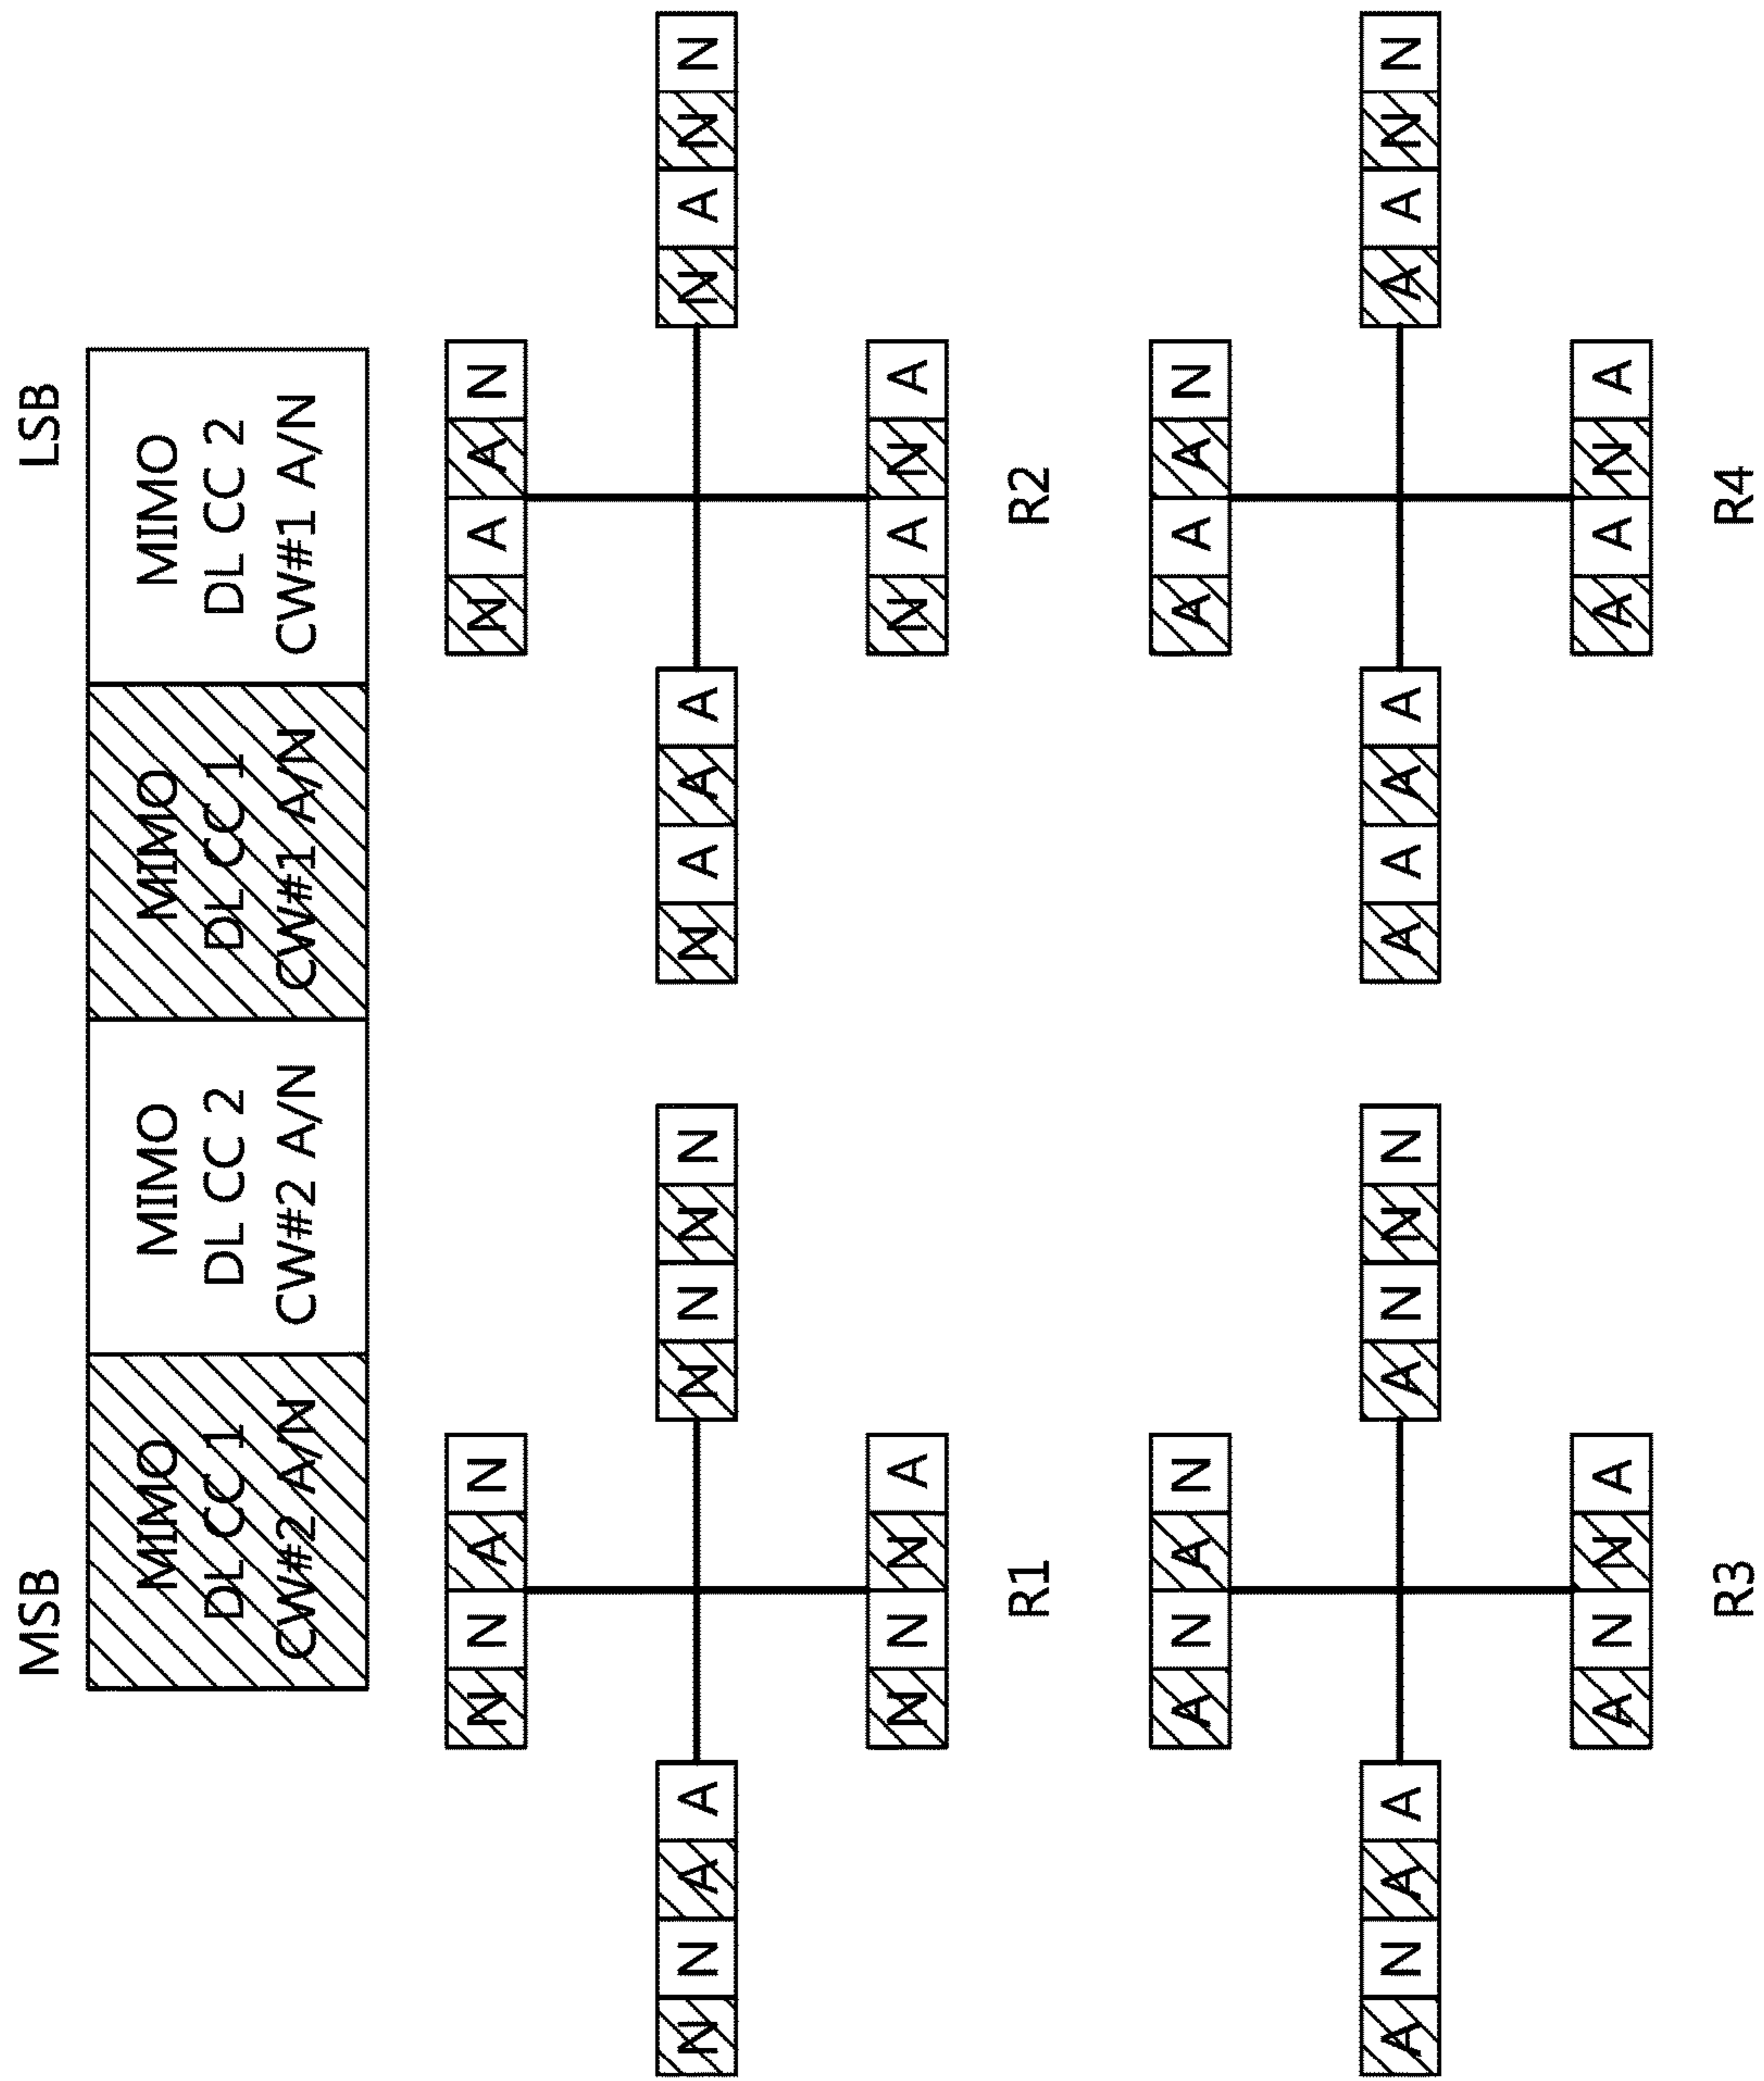 MSB
LSB
MIMO
DL CC 1
CW#2 A/N
MIMO
DL CC 2
CW#2 A/N
MIMO
DL CC 1
CW#1 A/N
MIMO
DL CC 2
CW#1 A/N
N N A N
N N A A
N N N N
N N N A
R1
N A A N
N A A A
N A N N
N A N A
R2
A N A N
A N A A
A N N N
A N N A
R3
A A A N
A A A A
A A N N
A A N A
R4